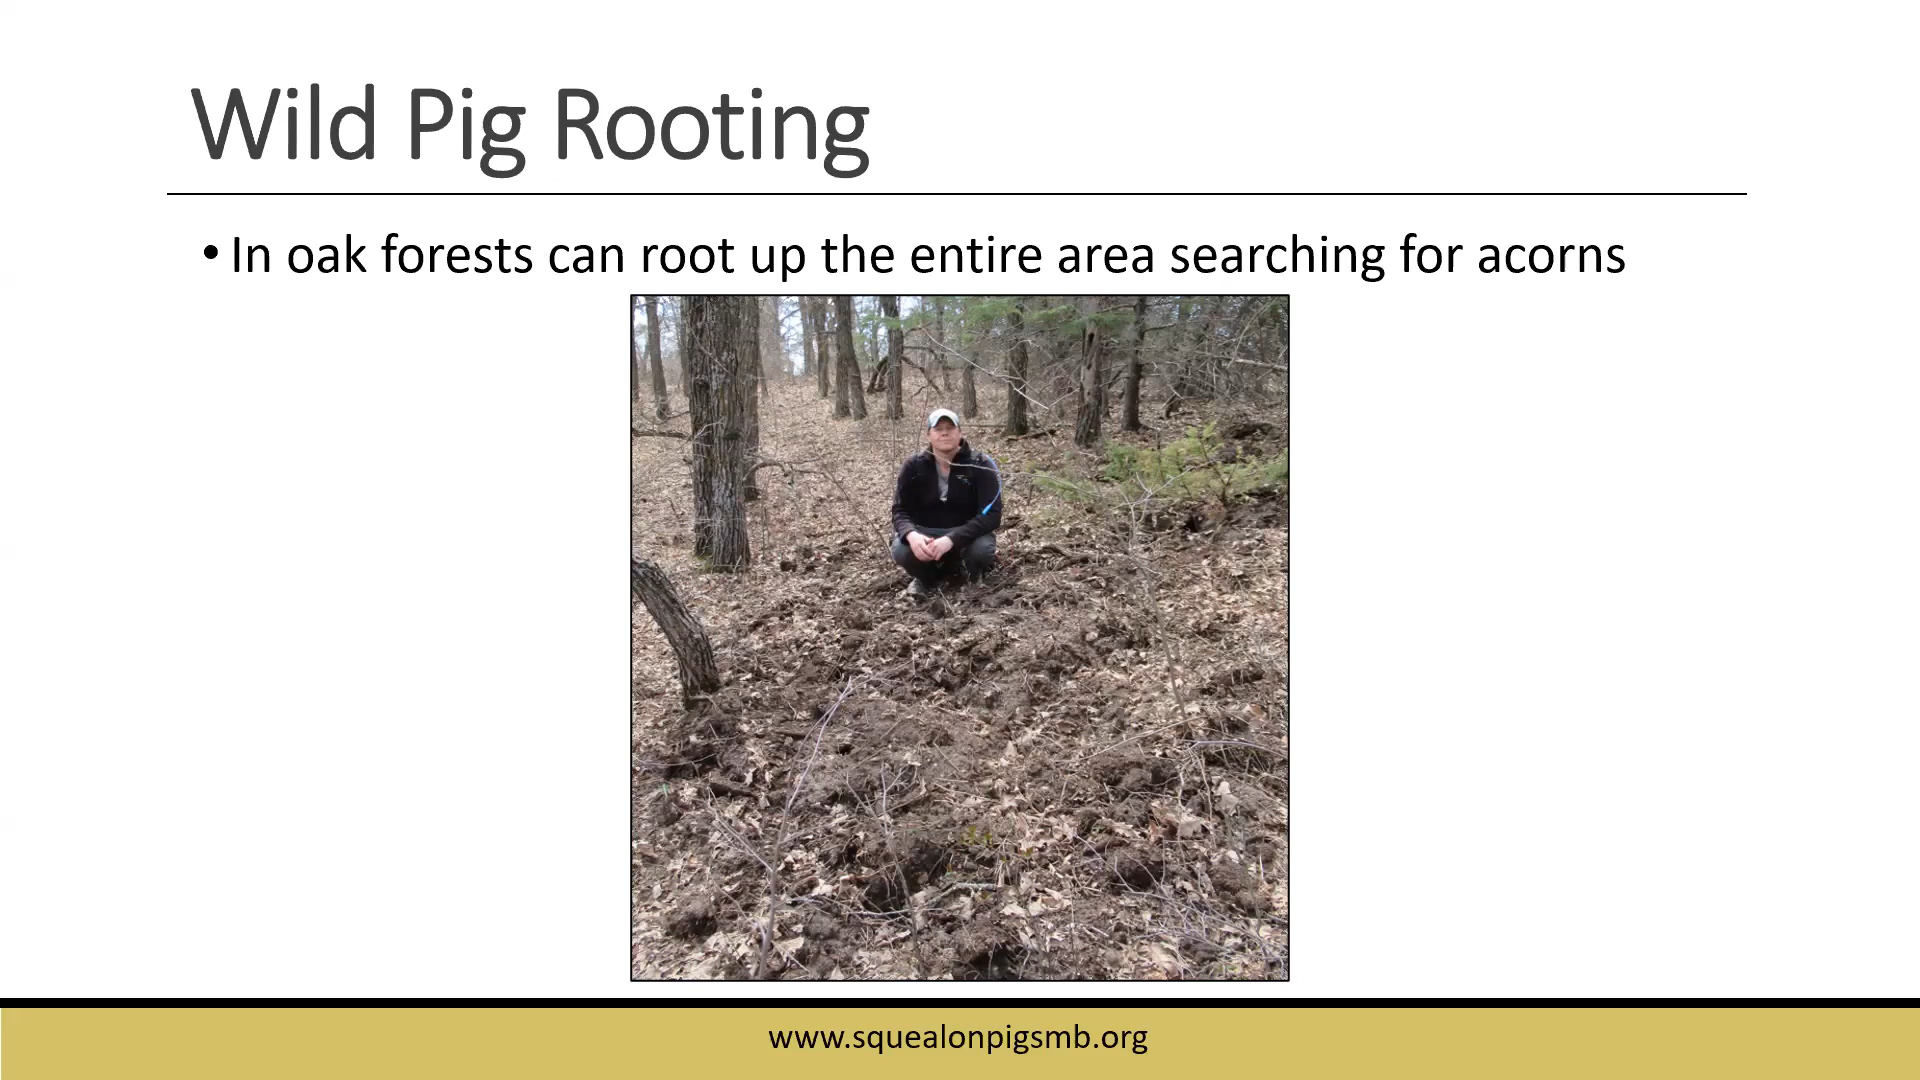 Wild Pig Rooting
• In oak forests can root up the entire area searching for acorns
www.squealonpigsmb.org